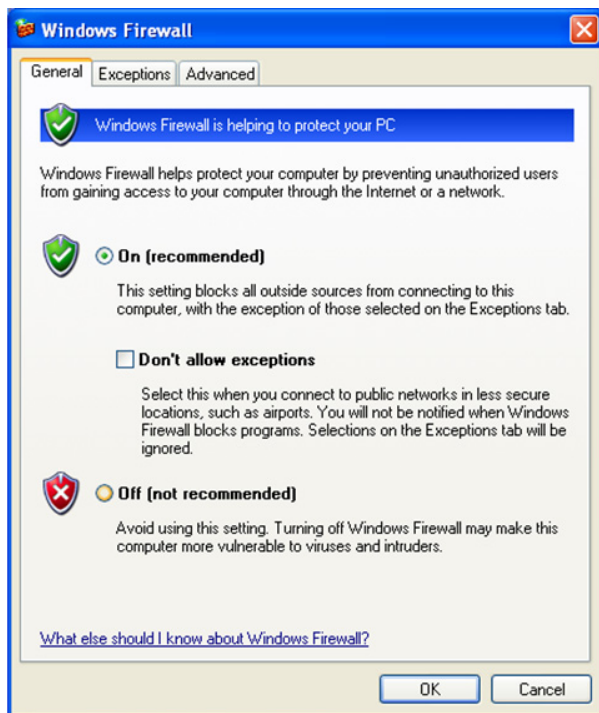 Windows Firewall
General Exceptions Advanced
Windows Firewall is helping to protect your PC
Windows Firewall helps protect your computer by preventing unauthorized users
from gaining access to your computer through the Internet or a network.
On (recommended)
This setting blocks all outside sources from connecting to this
computer, with the exception of those selected on the Exceptions tab.
Don't allow exceptions
Select this when you connect to public networks in less secure
locations, such as airports. You will not be notified when Windows
Firewall blocks programs. Selections on the Exceptions tab will be
ignored.
Off (not recommended)
Avoid using this setting. Turning off Windows Firewall may make this
computer more vulnerable to viruses and intruders.
What else should I know about Windows Firewall?
OK Cancel